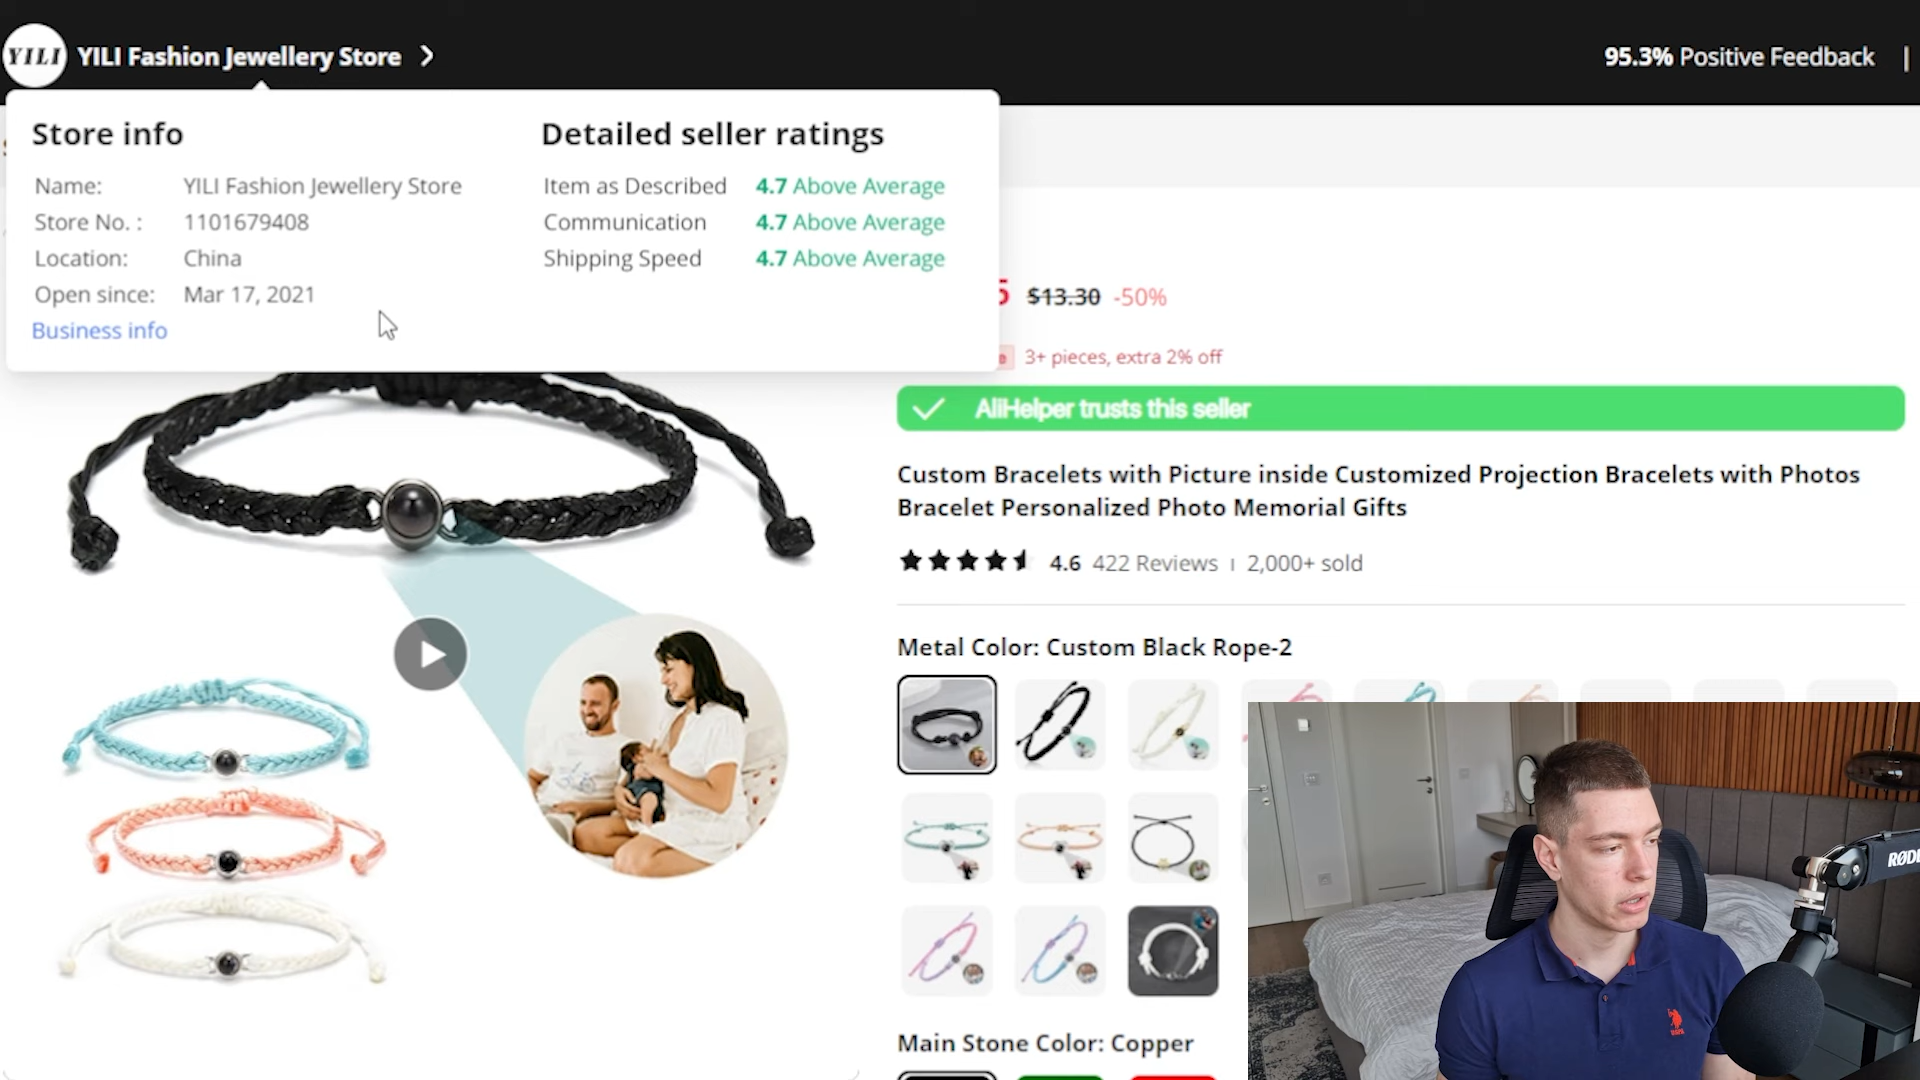 YILI
YILI Fashion Jewellery Store
95.3% Positive Feedback
Store info
Name: YILI Fashion Jewellery Store
Store No. : 1101679408
Location: China
Open since: Mar 17, 2021
Business info
Detailed seller ratings
Item as Described 4.7 Above Average
Communication 4.7 Above Average
Shipping Speed 4.7 Above Average
5 $13.30 -50%
3+ pieces, extra 2% off
AliHelper trusts this seller
Custom Bracelets with Picture inside Customized Projection Bracelets with Photos
Bracelet Personalized Photo Memorial Gifts
4.6 422 Reviews | 2,000+ sold
Metal Color: Custom Black Rope-2
Main Stone Color: Copper
RØDE